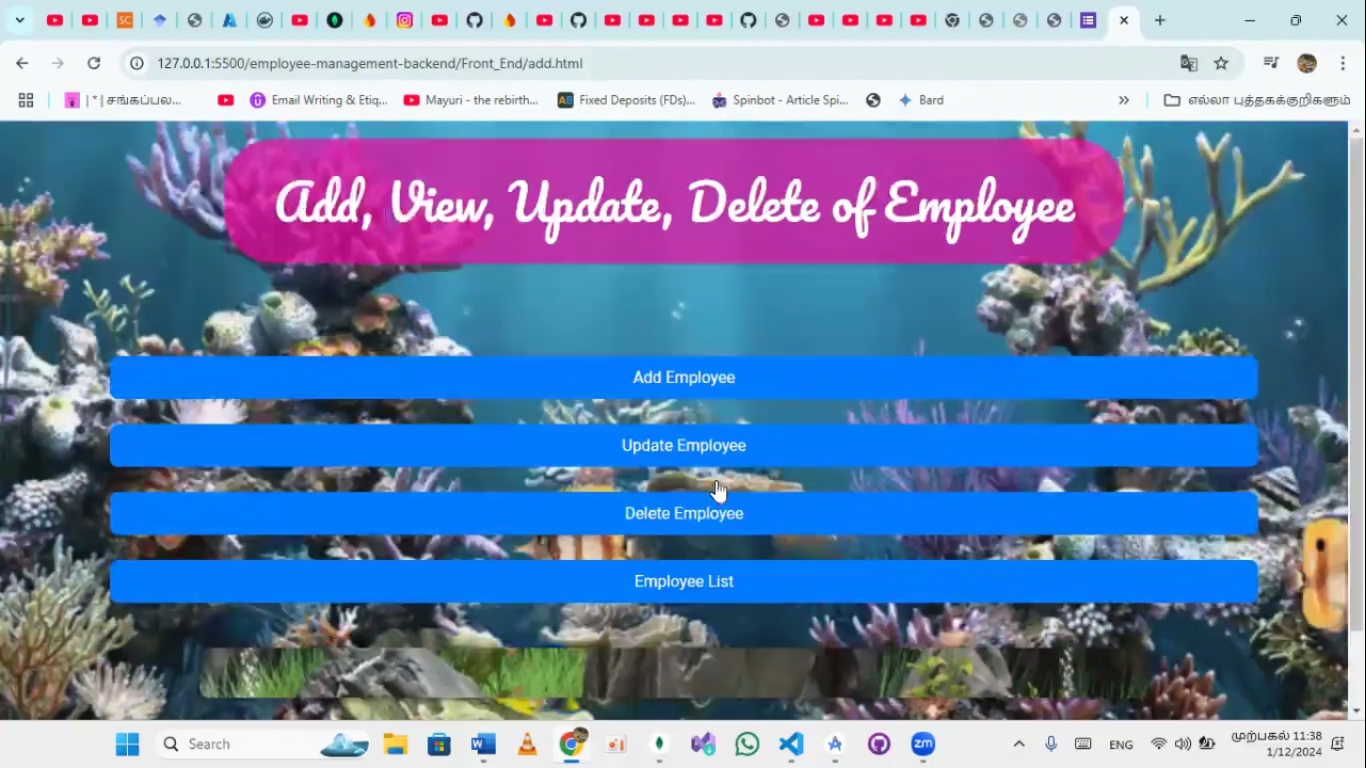 SC
127.0.0.1:5500/employee-management-backend/Front_End/add.html
| * | சங்கப்பல...
Email Writing & Etiq...
Mayuri - the rebirth...
Fixed Deposits (FDs)...
Spinbot - Article Spi...
Bard
எல்லா புத்தகக்குறிகளும்
Add, View, Update, Delete of Employee
Add Employee
Update Employee
Delete Employee
Employee List
Search
ENG
zm
முற்பகல் 11:38
1/12/2024